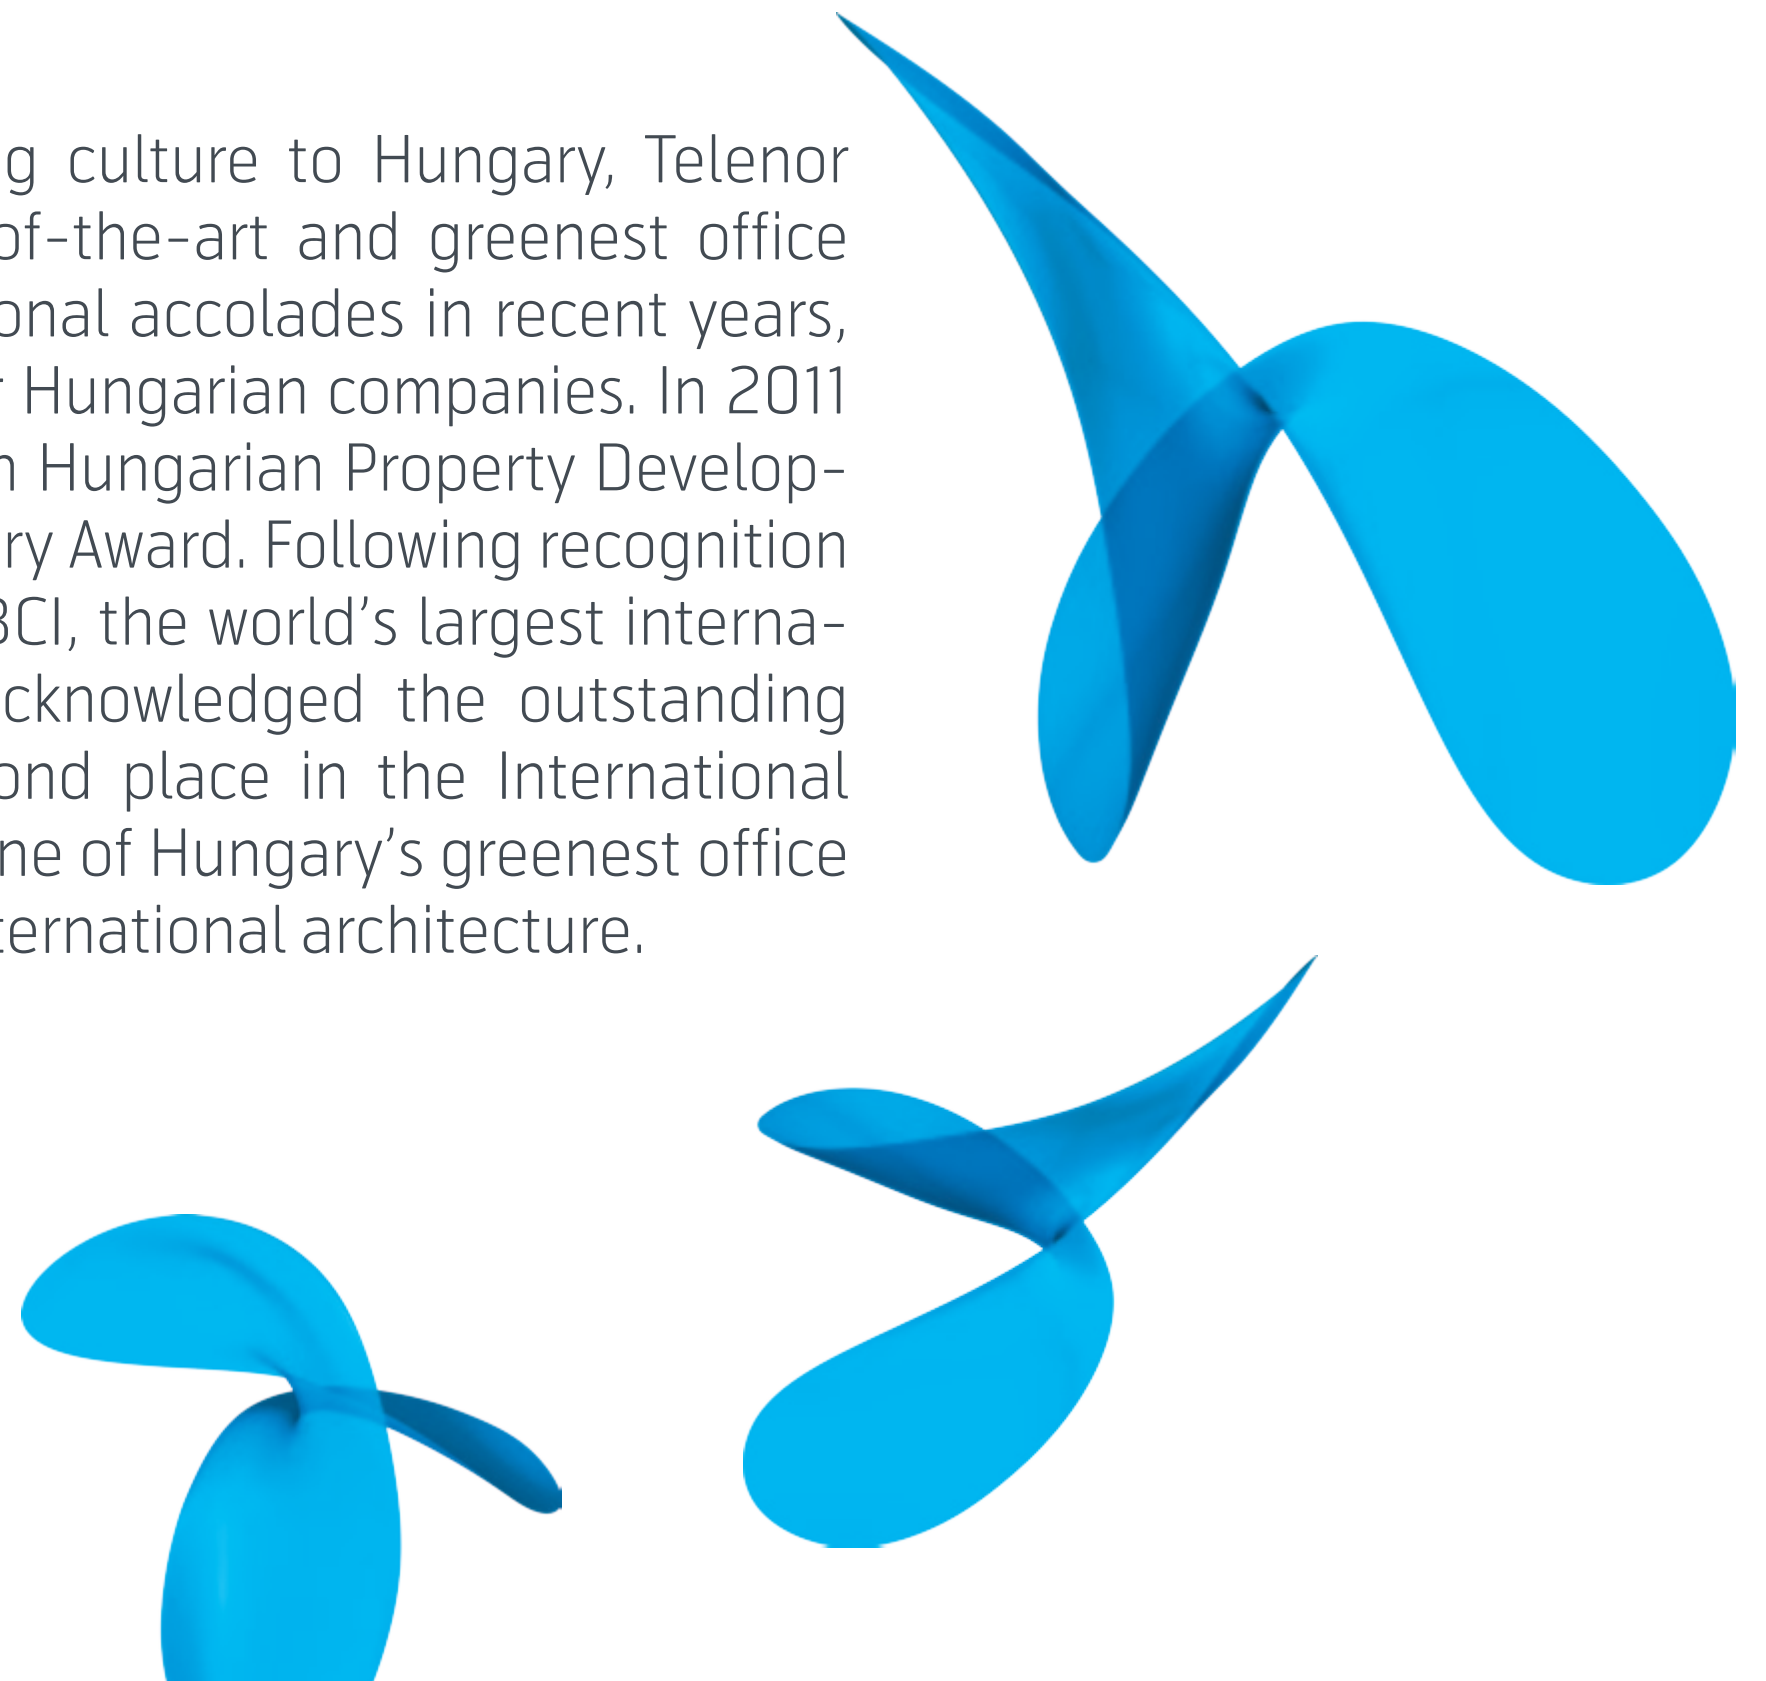 g culture to Hungary, Telenor
of-the-art and greenest office
onal accolades in recent years,
Hungarian companies. In 2011
Hungarian Property Develop-
ry Award. Following recognition
BCI, the world’s largest interna-
cknowledged the outstanding
ond place in the International
ne of Hungary’s greenest office
ternational architecture.